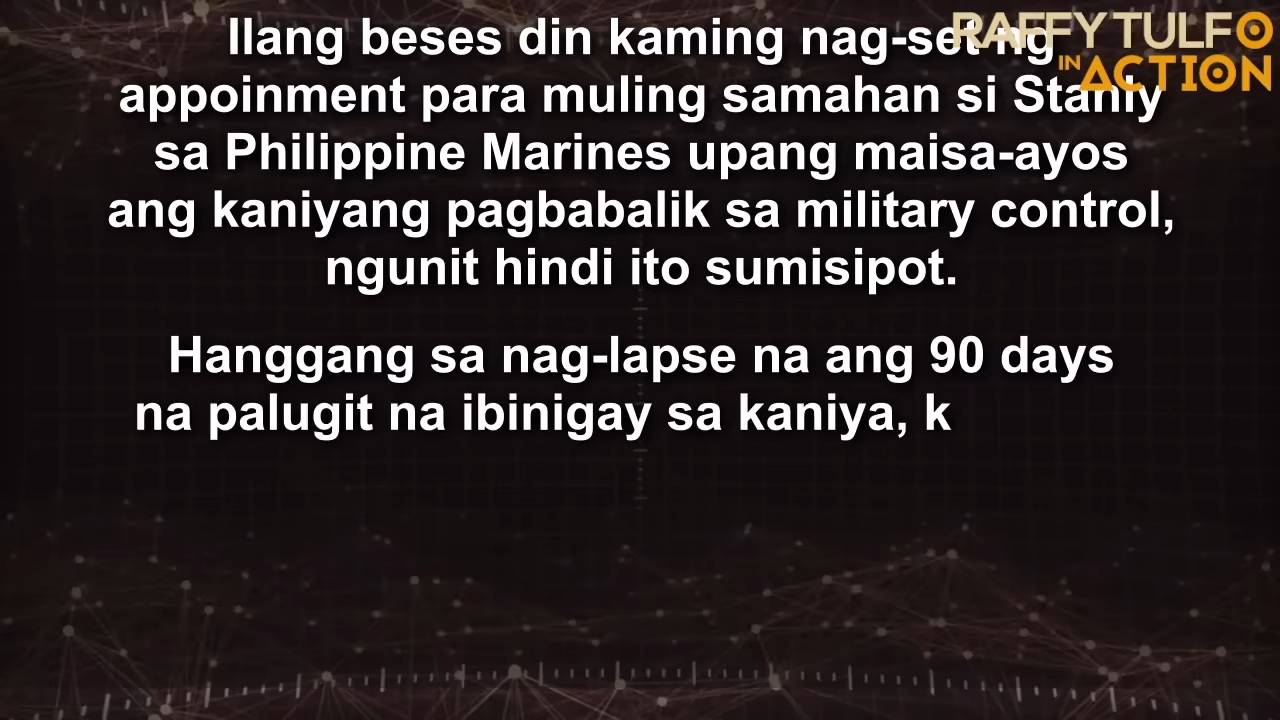 RAFFY TULFO
IN ACTION
Ilang beses din kaming nag-set ng
appoinment para muling samahan si Stanly
sa Philippine Marines upang maisa-ayos
ang kaniyang pagbabalik sa military control,
ngunit hindi ito sumisipot.
Hanggang sa nag-lapse na ang 90 days
na palugit na ibinigay sa kaniya, k